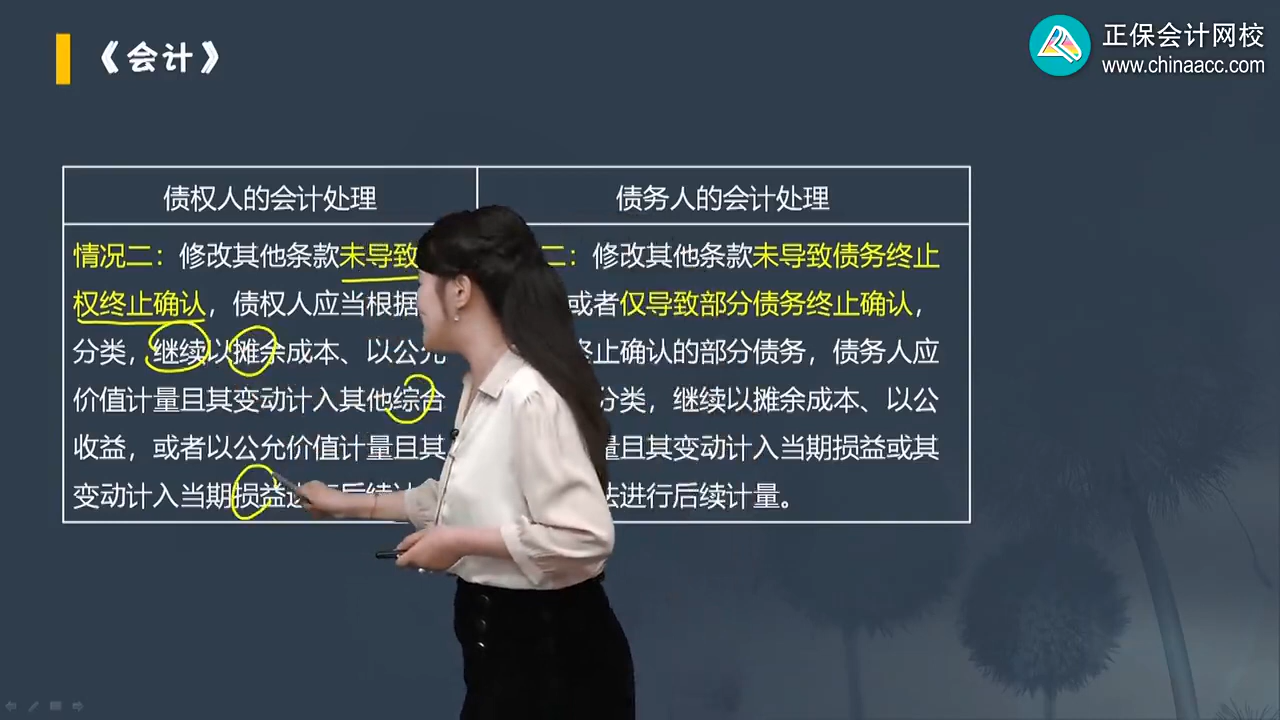 《会计》
正保会计网校
www.chinaacc.com
债权人的会计处理
债务人的会计处理
情况二：修改其他条款未导致
权终止确认，债权人应当根据
分类，继续以摊余成本、以公允
价值计量且其变动计入其他综合
收益，或者以公允价值计量且其
变动计入当期损益
二：修改其他条款未导致债务终止
或者仅导致部分债务终止确认，
终止确认的部分债务，债务人应
分类，继续以摊余成本、以公
量且其变动计入当期损益或其
法进行后续计量。